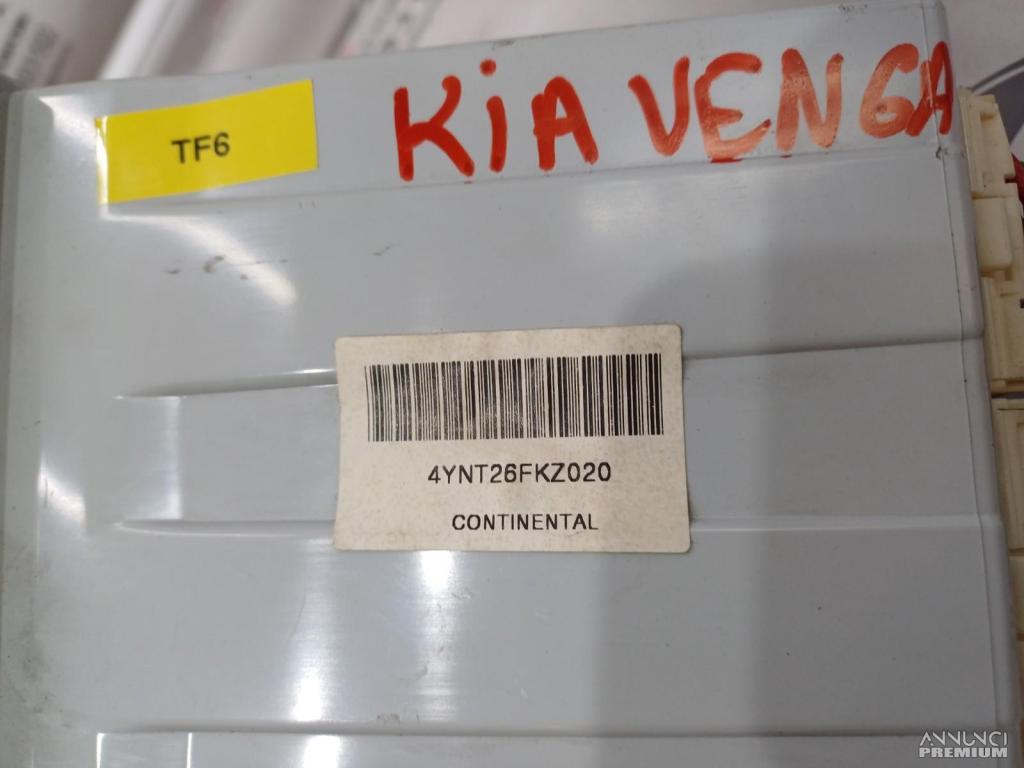 KiA VENGA
TF6
4YNT26FKZ020
CONTINENTAL
ANNUNCI
PREMIUM